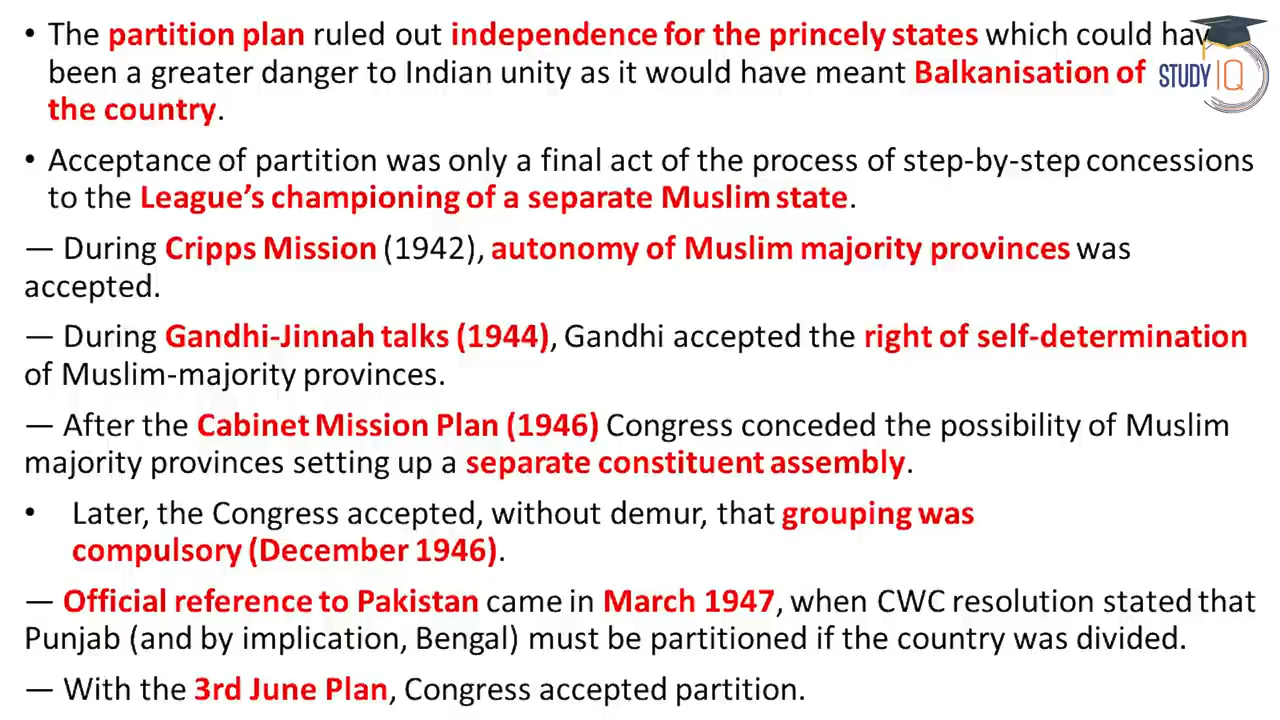 • The partition plan ruled out independence for the princely states which could hav
been a greater danger to Indian unity as it would have meant Balkanisation of
the country.
STUDY IQ
• Acceptance of partition was only a final act of the process of step-by-step concessions
to the League’s championing of a separate Muslim state.
— During Cripps Mission (1942), autonomy of Muslim majority provinces was
accepted.
— During Gandhi-Jinnah talks (1944), Gandhi accepted the right of self-determination
of Muslim-majority provinces.
— After the Cabinet Mission Plan (1946) Congress conceded the possibility of Muslim
majority provinces setting up a separate constituent assembly.
• Later, the Congress accepted, without demur, that grouping was
compulsory (December 1946).
— Official reference to Pakistan came in March 1947, when CWC resolution stated that
Punjab (and by implication, Bengal) must be partitioned if the country was divided.
— With the 3rd June Plan, Congress accepted partition.